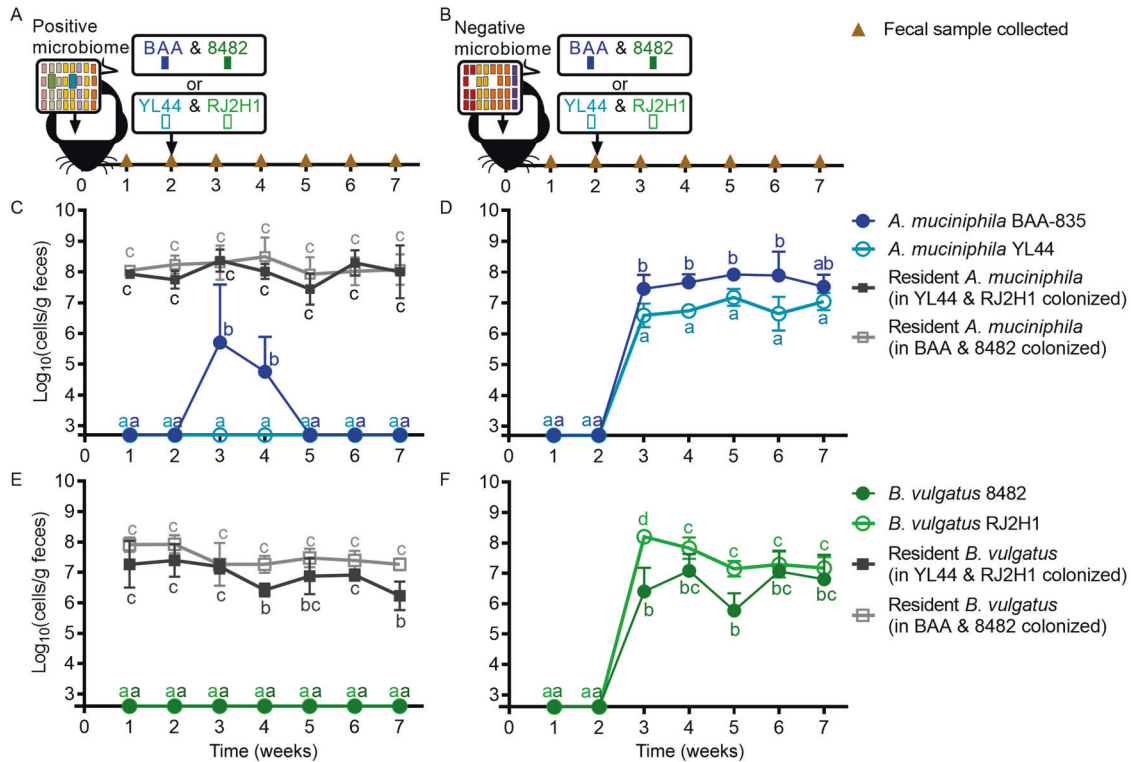 A
Positive
microbiome
BAA & 8482
or
YL44 & RJ2H1
0 1 2 3 4 5 6 7
B
Negative
microbiome
BAA & 8482
or
YL44 & RJ2H1
0 1 2 3 4 5 6 7
Fecal sample collected
C
Log10(cells/g feces)
10
9
8
7
6
5
4
3
c c c c c c c
c c c c c c c
b b
aa aa a a aa aa aa
0 1 2 3 4 5 6 7
D
10
9
8
7
6
5
4
3
b b b b ab
a a a a a
aa aa
0 1 2 3 4 5 6 7
A. muciniphila BAA-835
A. muciniphila YL44
Resident A. muciniphila
(in YL44 & RJ2H1 colonized)
Resident A. muciniphila
(in BAA & 8482 colonized)
E
Log10(cells/g feces)
10
9
8
7
6
5
4
3
c c c c c c c
c c c b bc c b
aa aa aa aa aa aa aa
0 1 2 3 4 5 6 7
Time (weeks)
F
10
9
8
7
6
5
4
3
d c c c c
b bc b bc bc
aa aa
0 1 2 3 4 5 6 7
Time (weeks)
B. vulgatus 8482
B. vulgatus RJ2H1
Resident B. vulgatus
(in YL44 & RJ2H1 colonized)
Resident B. vulgatus
(in BAA & 8482 colonized)